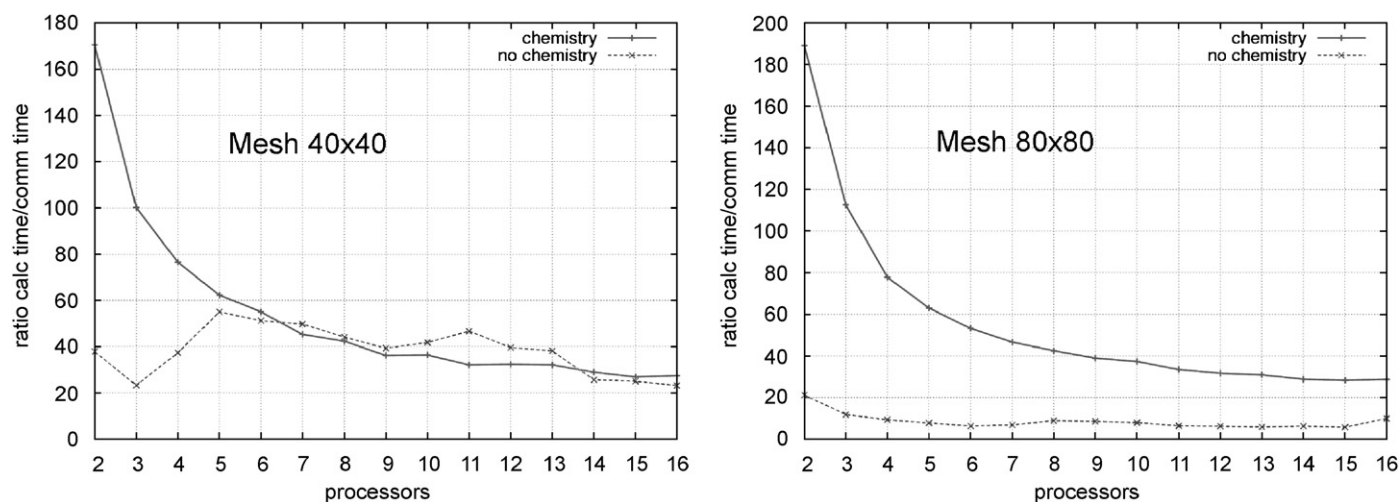 180
160
140
120
100
80
60
40
20
0
ratio calc time/comm time
chemistry
no chemistry
Mesh 40x40
2 3 4 5 6 7 8 9 10 11 12 13 14 15 16
processors
200
180
160
140
120
100
80
60
40
20
0
ratio calc time/comm time
chemistry
no chemistry
Mesh 80x80
2 3 4 5 6 7 8 9 10 11 12 13 14 15 16
processors